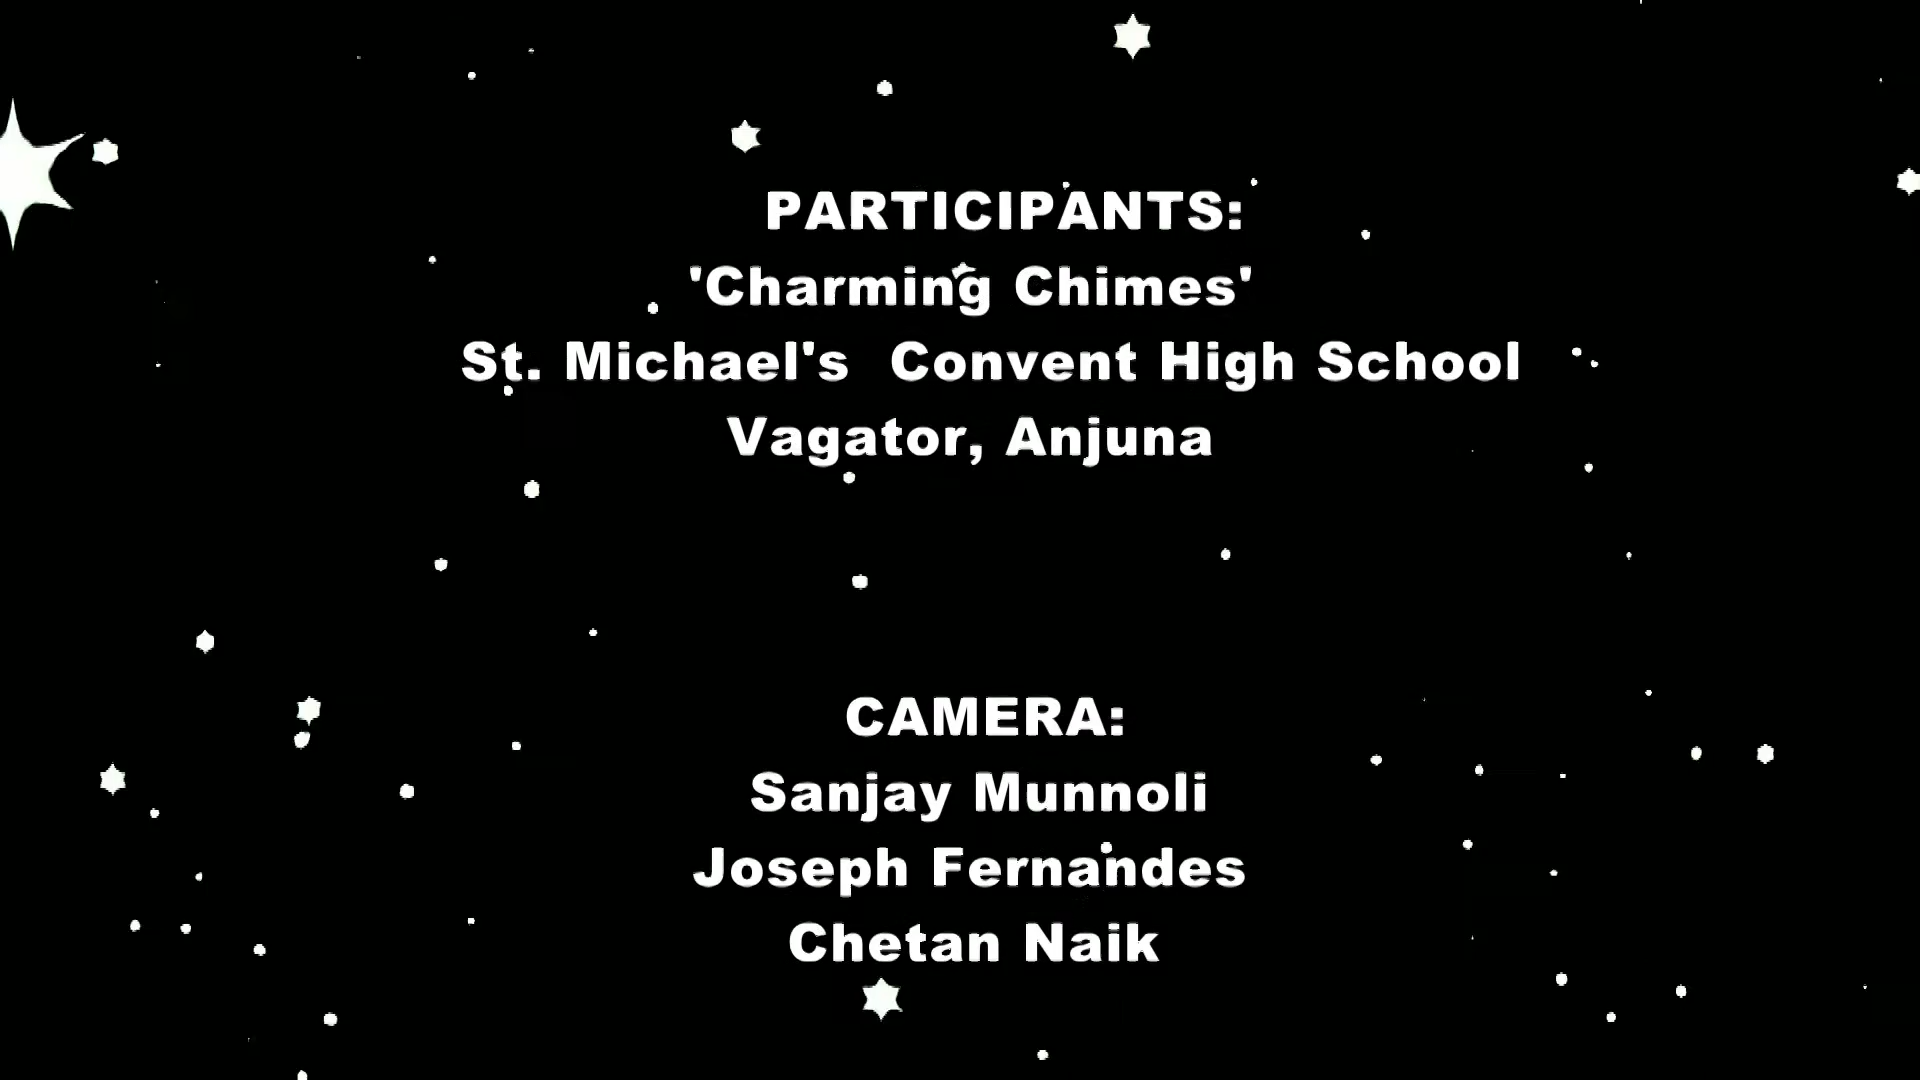 PARTICIPANTS:
'Charming Chimes'
St. Michael's  Convent High School
Vagator, Anjuna
CAMERA:
Sanjay Munnoli
Joseph Fernandes
Chetan Naik